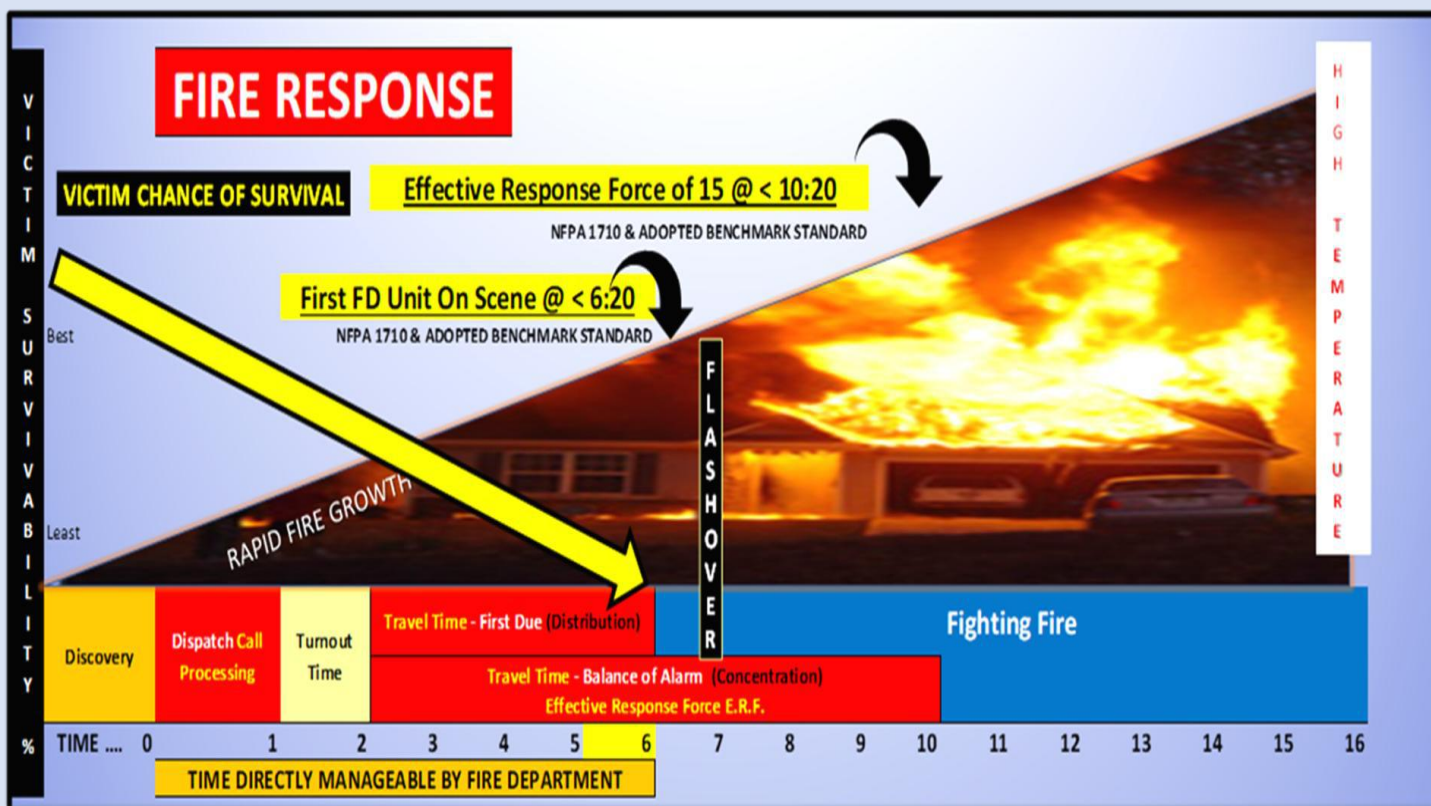 FIRE RESPONSE
VICTIM CHANCE OF SURVIVAL
Effective Response Force of 15 @ < 10:20
NFPA 1710 & ADOPTED BENCHMARK STANDARD
First FD Unit On Scene @ < 6:20
NFPA 1710 & ADOPTED BENCHMARK STANDARD
VICTIM SURVIVABILITY %
Best
Least
RAPID FIRE GROWTH
FLASHOVER
HIGH TEMPERATURE
Discovery
Dispatch Call
Processing
Turnout
Time
Travel Time - First Due (Distribution)
Travel Time - Balance of Alarm (Concentration)
Effective Response Force E.R.F.
Fighting Fire
TIME .... 0 1 2 3 4 5 6 7 8 9 10 11 12 13 14 15 16
TIME DIRECTLY MANAGEABLE BY FIRE DEPARTMENT